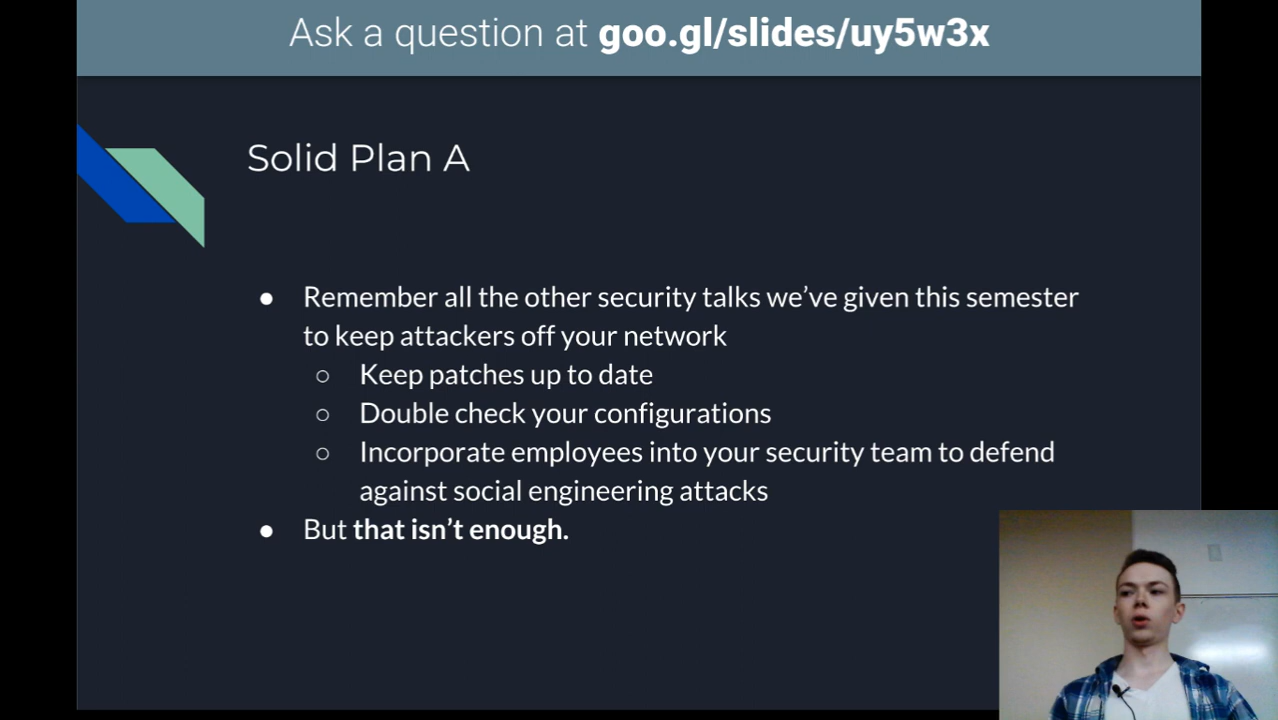 Ask a question at goo.gl/slides/uy5w3x
Solid Plan A
● Remember all the other security talks we’ve given this semester
to keep attackers off your network
○ Keep patches up to date
○ Double check your configurations
○ Incorporate employees into your security team to defend
against social engineering attacks
● But that isn’t enough.